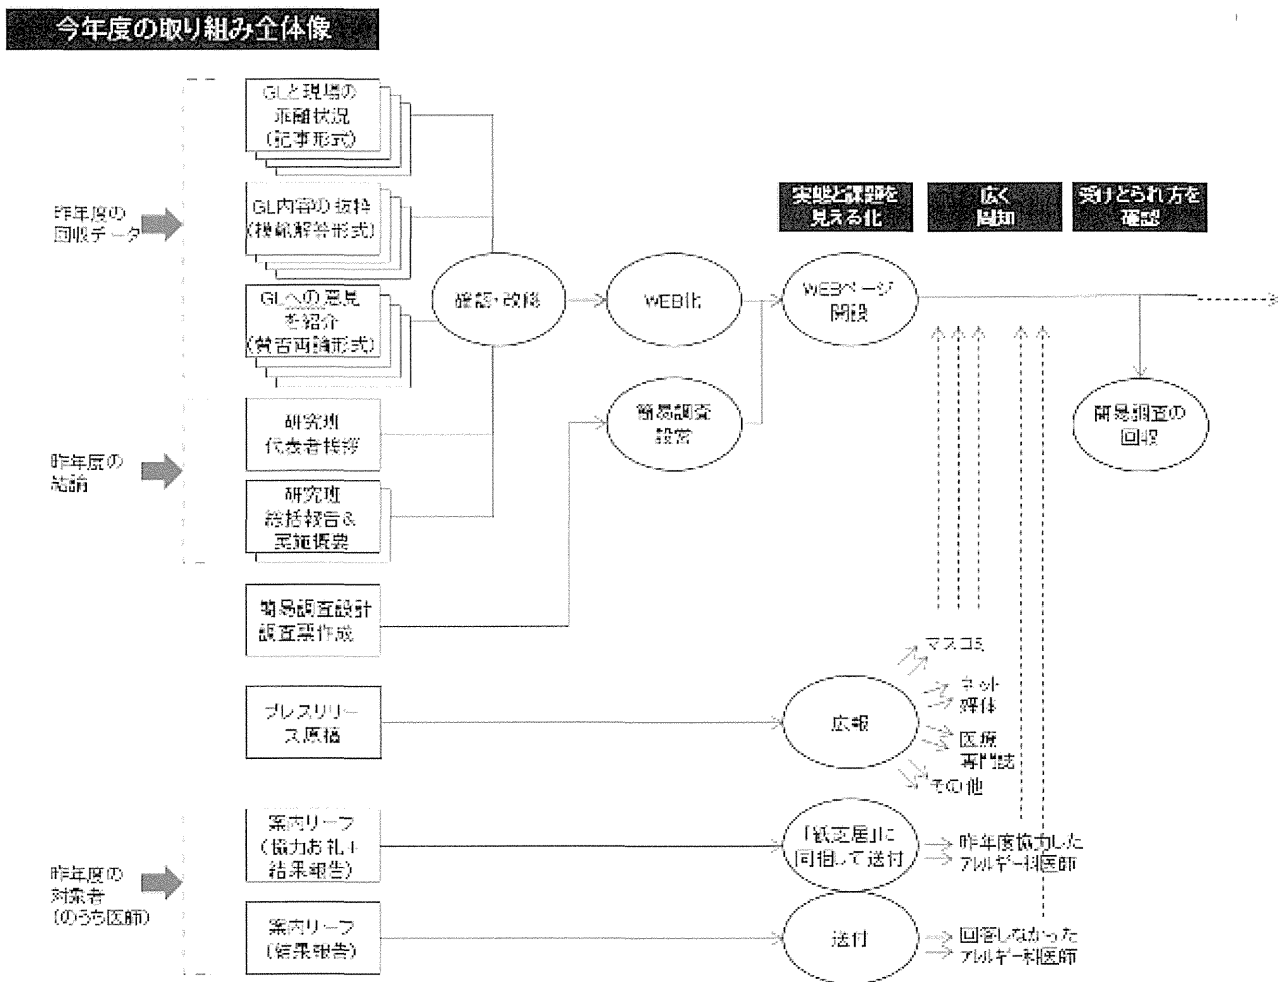 今年度の取り組み全体像
GLと現場の
乖離状況
(記事形式)
昨年度の
回収データ
GL内容の抜粋
(模範解答形式)
GLへの意見
を紹介
(賛否両論形式)
昨年度の
結論
研究班
代表者挨拶
研究班
総括報告&
実施概要
簡易調査設計
調査票作成
プレスリリー
ス原稿
昨年度の
対象者
(のうち医師)
案内リーフ
(協力お礼+
結果報告)
案内リーフ
(結果報告)
確認・改修
WEB化
簡易調査
設営
実態と課題を
見える化
広く
周知
受けとられ方を
確認
WEBページ
開設
簡易調査の
回収
広報
マスコミ
ネット
媒体
医療
専門誌
その他
「紙芝居」に
同梱して送付
昨年度協力した
アレルギー科医師
送付
回答しなかった
アレルギー科医師